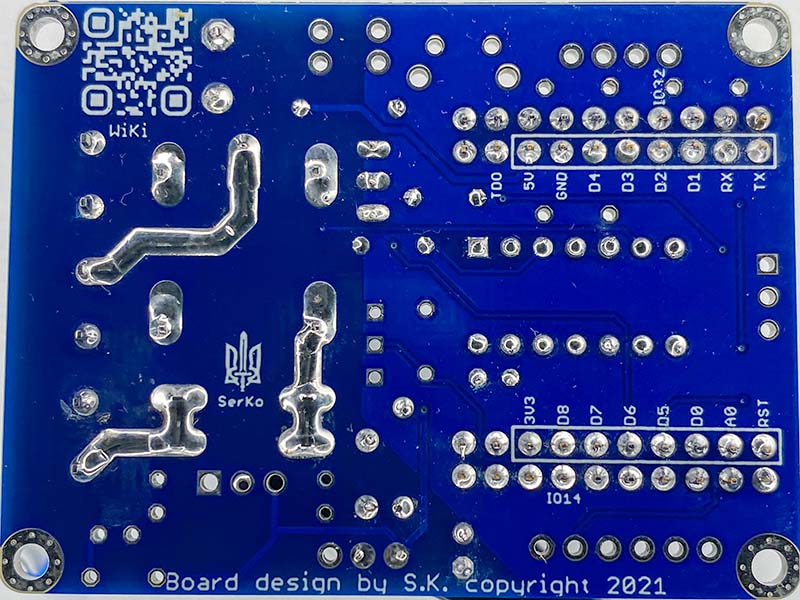 WiKi
IO32
TDO 5V GND D4 D3 D2 D1 RX TX
SerKo
3V3 D8 D7 D6 D5 D0 A0 RST
IO14
Board design by S.K. copyright 2021